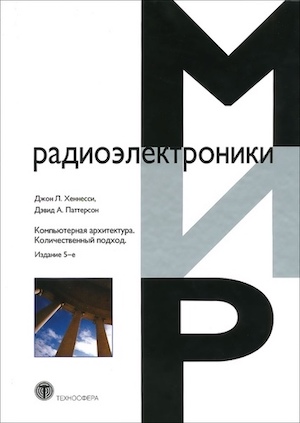 МИР
радиоэлектроники
Джон Л. Хеннесси,
Дэвид А. Паттерсон
Компьютерная архитектура.
Количественный подход.
Издание 5-е
ТЕХНОСФЕРА